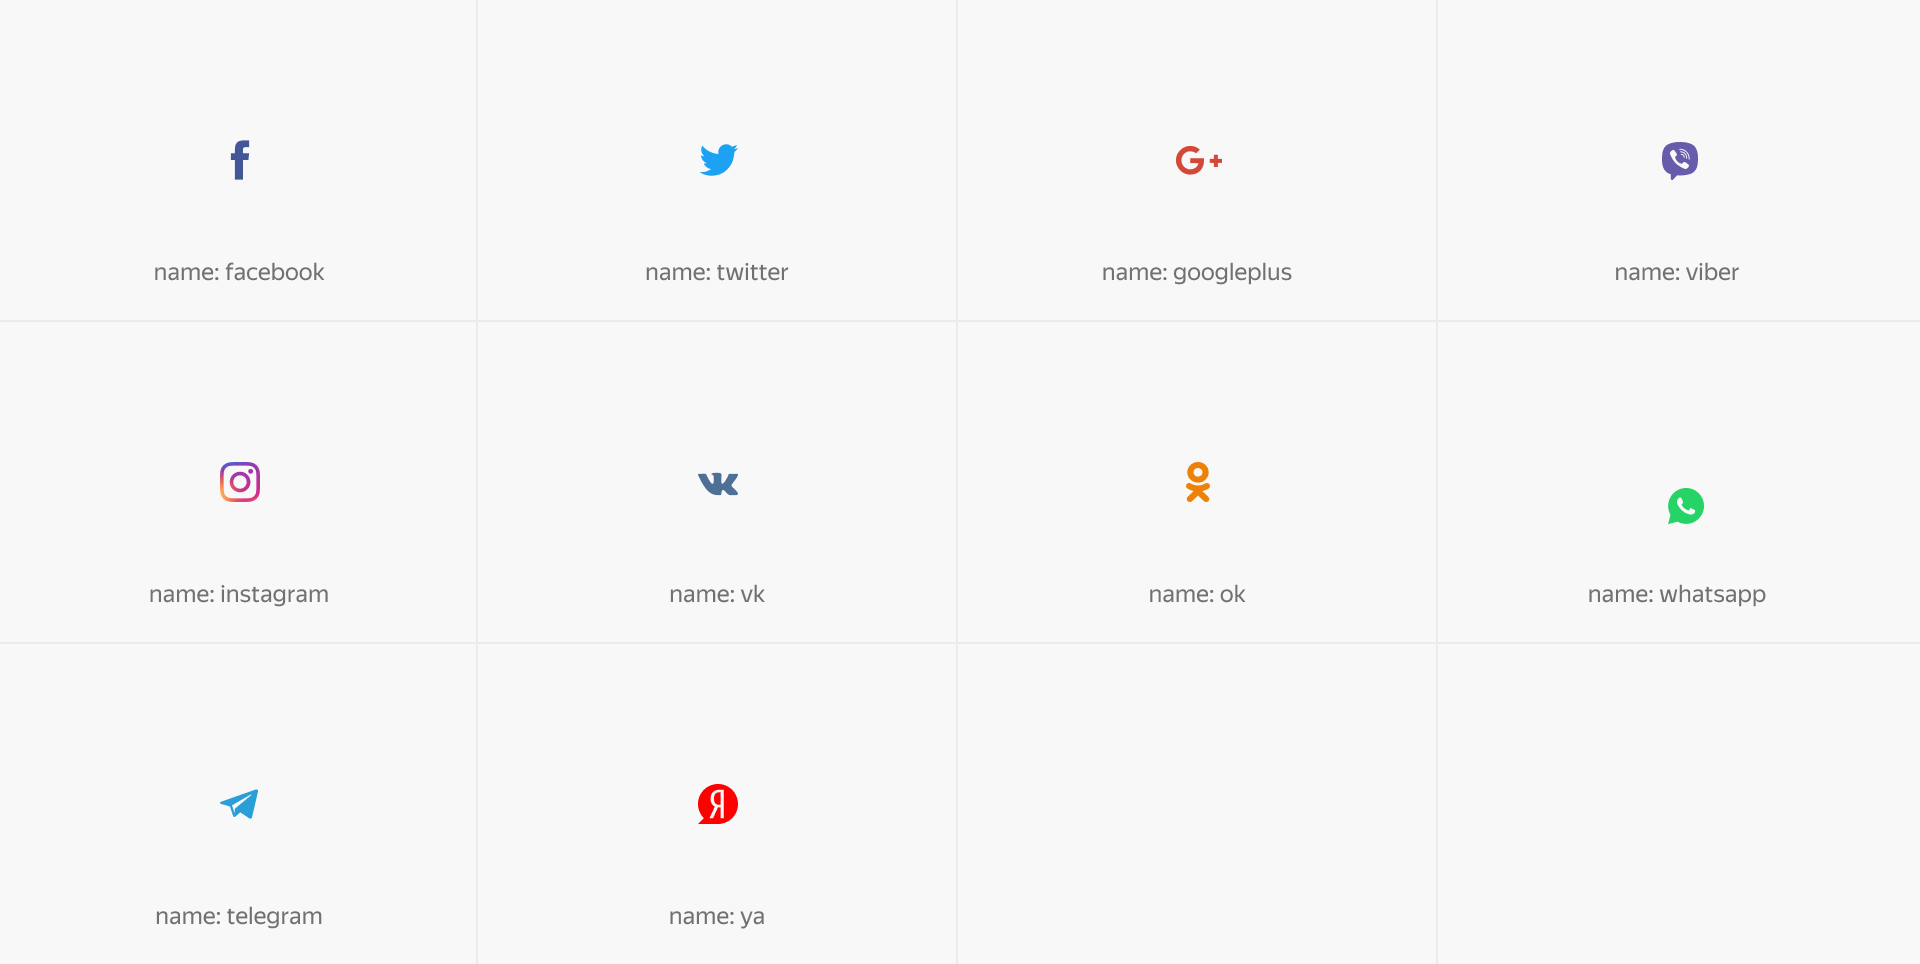 name: facebook
name: twitter
name: googleplus
name: viber
name: instagram
name: vk
name: ok
name: whatsapp
Я
name: telegram
name: ya